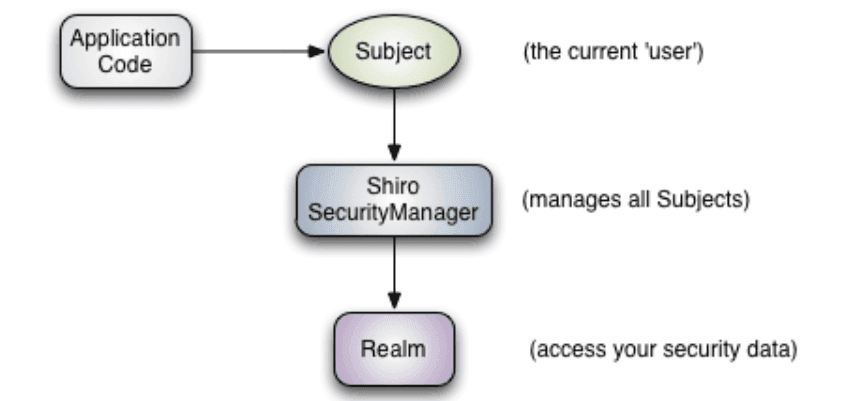 Application
Code
Subject
(the current 'user')
Shiro
SecurityManager
(manages all Subjects)
Realm
(access your security data)